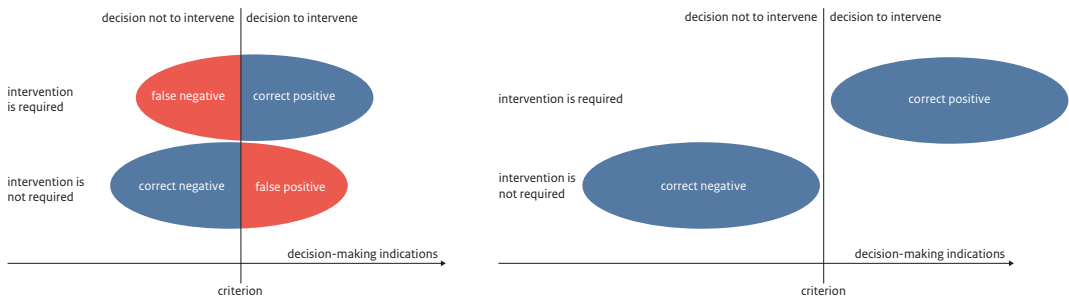 decision not to intervene
decision to intervene
intervention
is required
false negative
correct positive
intervention is
not required
correct negative
false positive
decision-making indications
criterion
decision not to intervene
decision to intervene
intervention is required
correct positive
intervention is
not required
correct negative
decision-making indications
criterion